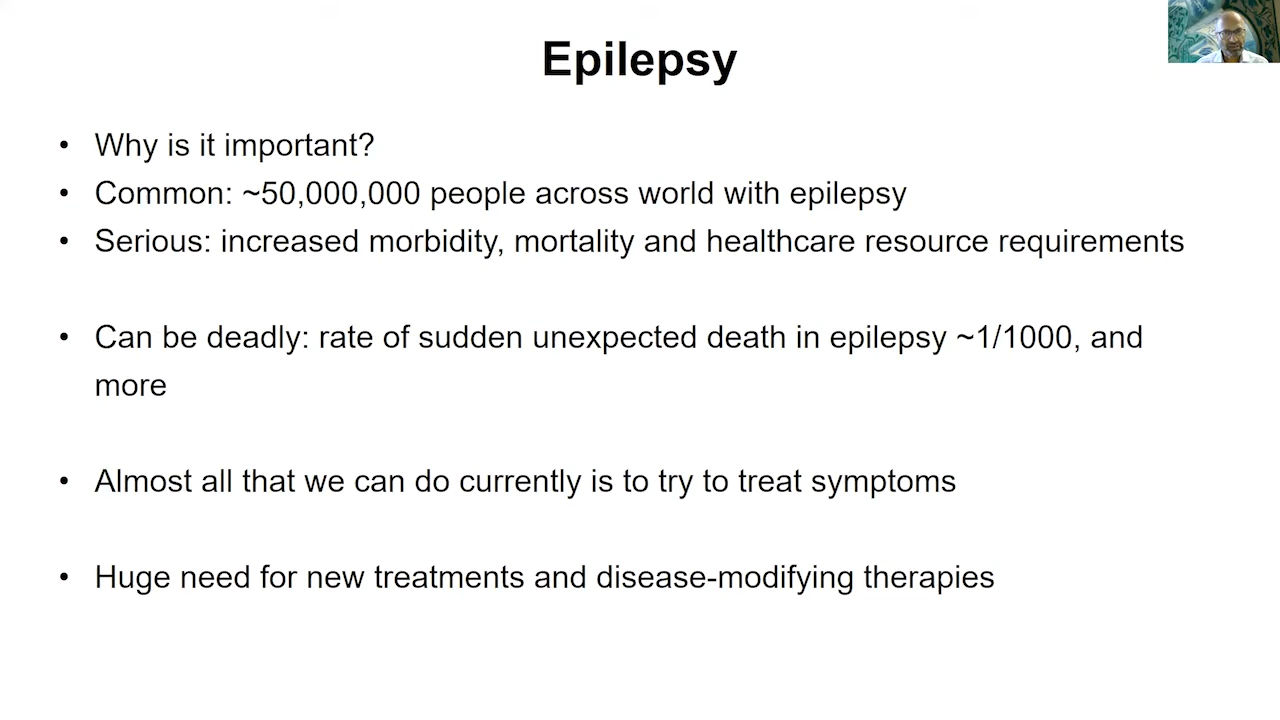 Epilepsy
• Why is it important?
• Common: ~50,000,000 people across world with epilepsy
• Serious: increased morbidity, mortality and healthcare resource requirements
• Can be deadly: rate of sudden unexpected death in epilepsy ~1/1000, and
more
• Almost all that we can do currently is to try to treat symptoms
• Huge need for new treatments and disease-modifying therapies